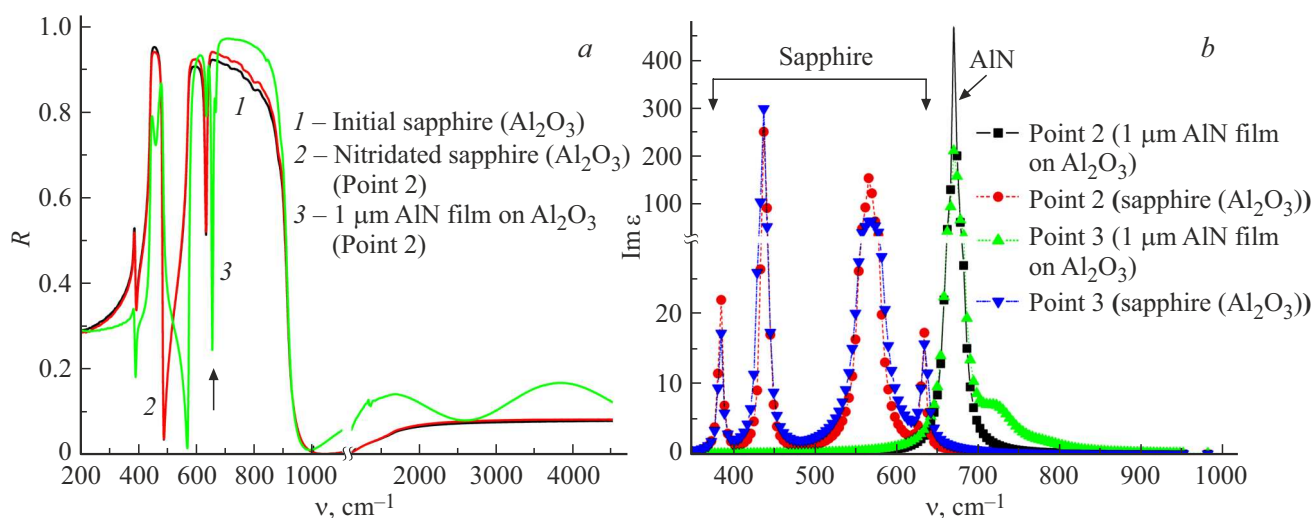 a
R
1.0
0.8
0.6
0.4
0.2
0
200
400
600
800
1000
2000
3000
4000
ν, cm–1
1
2
3
1 – Initial sapphire (Al2O3)
2 – Nitridated sapphire (Al2O3)
(Point 2)
3 – 1 μm AlN film on Al2O3
(Point 2)
b
Im ε
400
300
200
100
20
10
0
400
500
600
700
800
900
1000
ν, cm–1
Sapphire
AlN
Point 2 (1 μm AlN film
on Al2O3)
Point 2 (sapphire (Al2O3))
Point 3 (1 μm AlN film
on Al2O3)
Point 3 (sapphire (Al2O3))